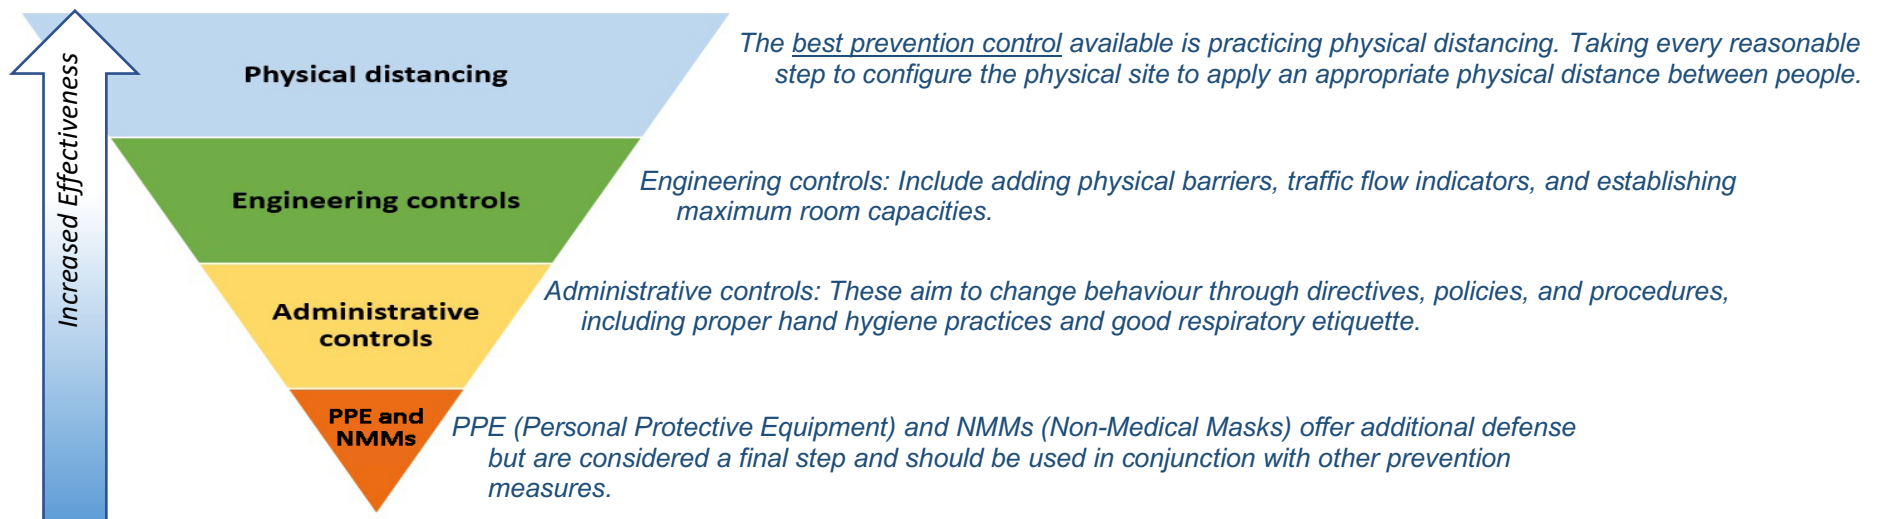 Increased Effectiveness
Physical distancing
The best prevention control available is practicing physical distancing. Taking every reasonable
step to configure the physical site to apply an appropriate physical distance between people.
Engineering controls
Engineering controls: Include adding physical barriers, traffic flow indicators, and establishing
maximum room capacities.
Administrative
controls
Administrative controls: These aim to change behaviour through directives, policies, and procedures,
including proper hand hygiene practices and good respiratory etiquette.
PPE and
NMMs
PPE (Personal Protective Equipment) and NMMs (Non-Medical Masks) offer additional defense
but are considered a final step and should be used in conjunction with other prevention
measures.